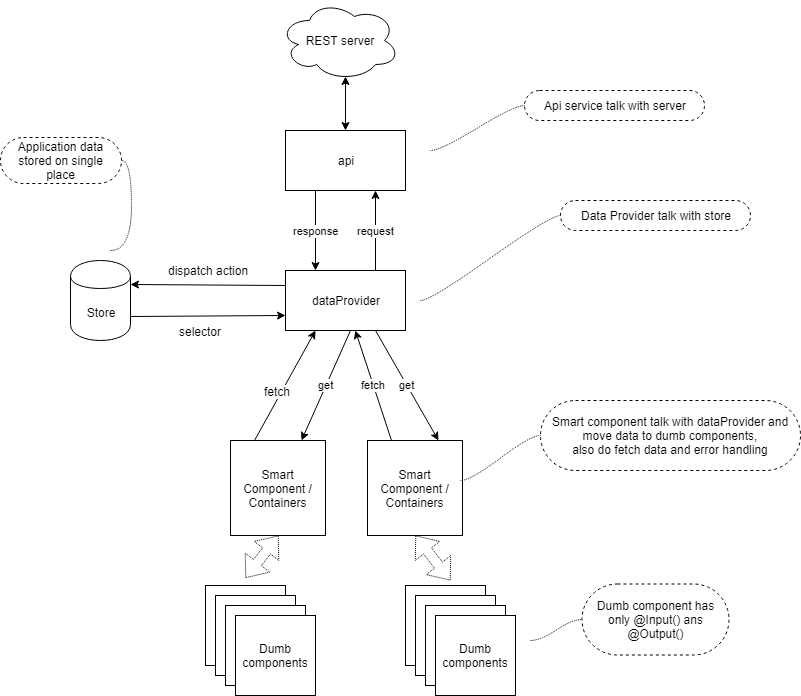 REST server
Api service talk with server
Application data
stored on single
place
api
response
request
Data Provider talk with store
dispatch action
Store
dataProvider
selector
fetch
get
fetch
get
Smart component talk with dataProvider and
move data to dumb components,
also do fetch data and error handling
Smart
Component /
Containers
Smart
Component /
Containers
Dumb component has
only @Input() ans
@Output()
Dumb
components
Dumb
components